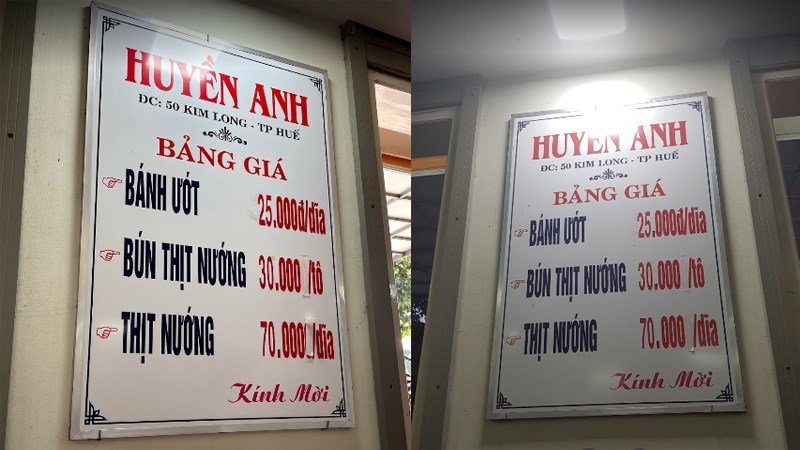 HUYỀN ANH
ĐC: 50 KIM LONG - TP HUẾ
BẢNG GIÁ
BÁNH ƯỚT 25.000đ/dĩa
BÚN THỊT NƯỚNG 30.000 /tô
THỊT NƯỚNG 70.000 /dĩa
Kính Mời
HUYỀN ANH
ĐC: 50 KIM LONG - TP HUẾ
BẢNG GIÁ
BÁNH ƯỚT 25.000đ/dĩa
BÚN THỊT NƯỚNG 30.000 /tô
THỊT NƯỚNG 70.000 /dĩa
Kính Mời